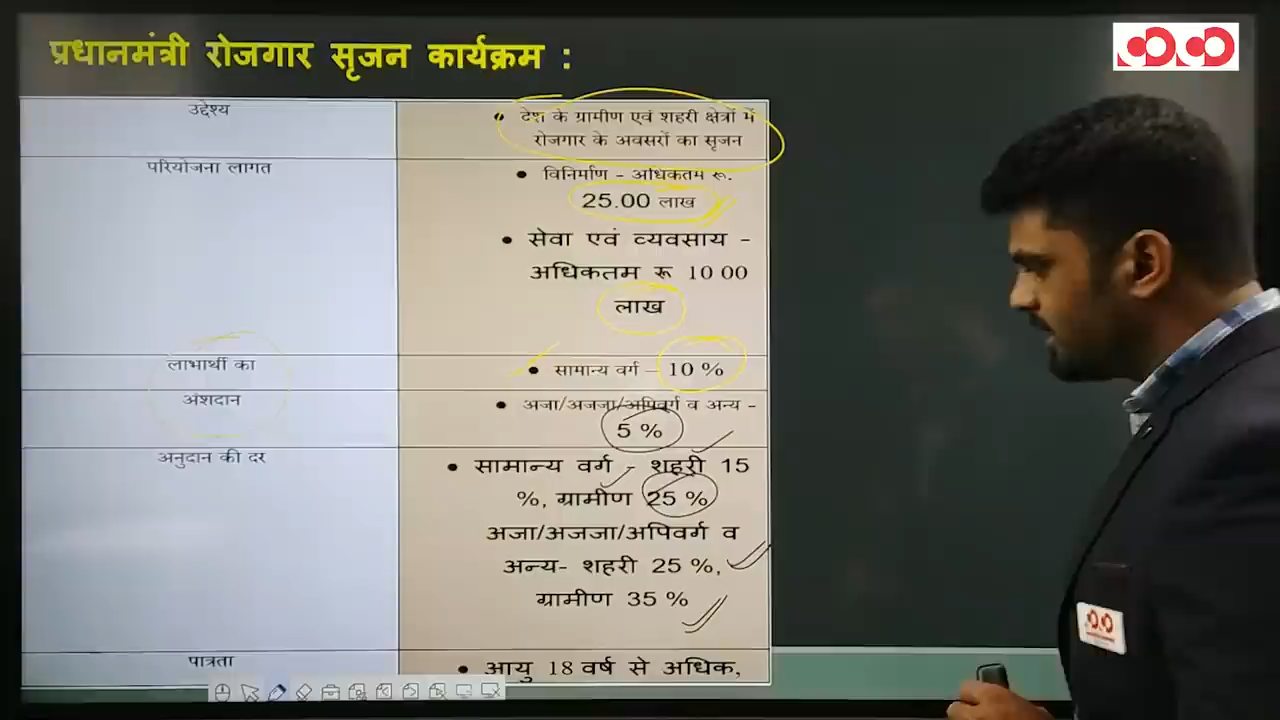 प्रधानमंत्री रोजगार सृजन कार्यक्रम :
उद्देश्य
• देश के ग्रामीण एवं शहरी क्षेत्रों में
रोजगार के अवसरों का सृजन
परियोजना लागत
• विनिर्माण - अधिकतम रू.
25.00 लाख
• सेवा एवं व्यवसाय -
अधिकतम रू 10 00
लाख
लाभार्थी का
• सामान्य वर्ग – 10 %
अंशदान
• अजा/अजजा/अपिवर्ग व अन्य -
5 %
अनुदान की दर
• सामान्य वर्ग - शहरी 15
%, ग्रामीण 25 %
अजा/अजजा/अपिवर्ग व
अन्य- शहरी 25 %,
ग्रामीण 35 %
पात्रता
• आयु 18 वर्ष से अधिक,